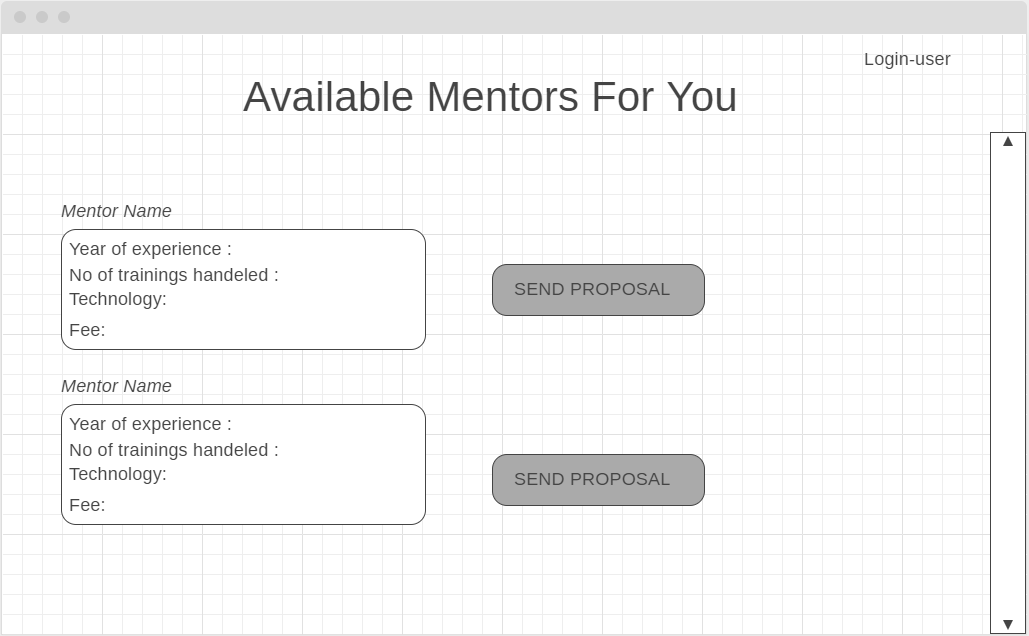 Login-user
Available Mentors For You
Mentor Name
Year of experience :
No of trainings handeled :
Technology:
Fee:
SEND PROPOSAL
Mentor Name
Year of experience :
No of trainings handeled :
Technology:
Fee:
SEND PROPOSAL